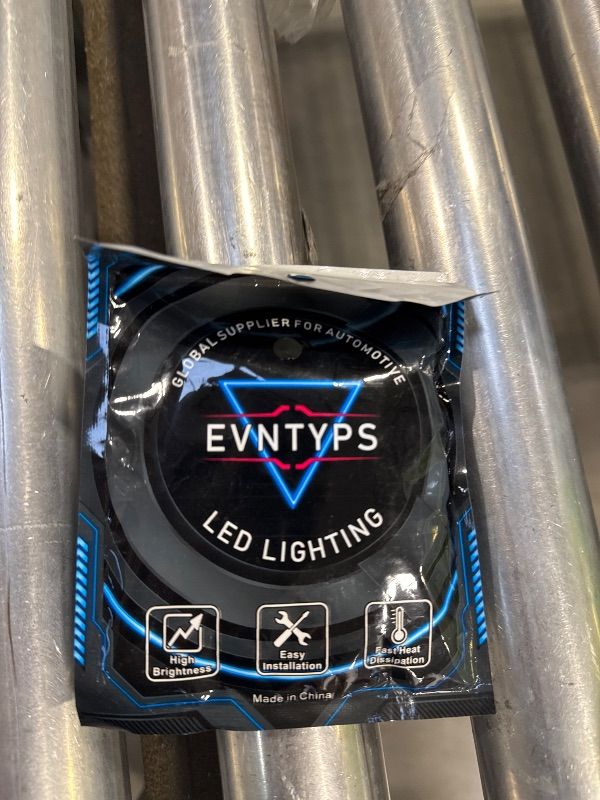 GLOBAL SUPPLIER FOR AUTOMOTIVE
EVNTYPS
LED LIGHTING
High
Brightness
Easy
Installation
Fast Heat
Dissipation
Made in China